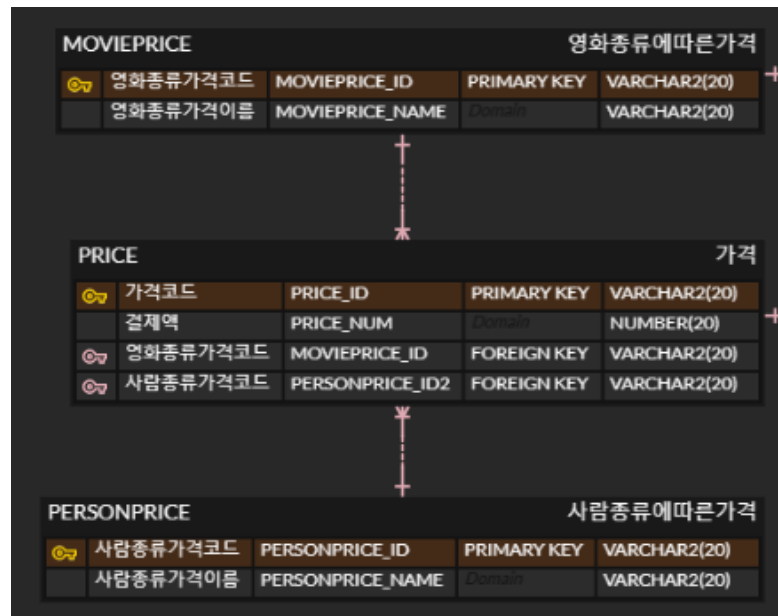 MOVIEPRICE 영화종류에따른가격
영화종류가격코드 MOVIEPRICE_ID PRIMARY KEY VARCHAR2(20)
영화종류가격이름 MOVIEPRICE_NAME Domain VARCHAR2(20)
PRICE 가격
가격코드 PRICE_ID PRIMARY KEY VARCHAR2(20)
결제액 PRICE_NUM Domain NUMBER(20)
영화종류가격코드 MOVIEPRICE_ID FOREIGN KEY VARCHAR2(20)
사람종류가격코드 PERSONPRICE_ID2 FOREIGN KEY VARCHAR2(20)
PERSONPRICE 사람종류에따른가격
사람종류가격코드 PERSONPRICE_ID PRIMARY KEY VARCHAR2(20)
사람종류가격이름 PERSONPRICE_NAME Domain VARCHAR2(20)